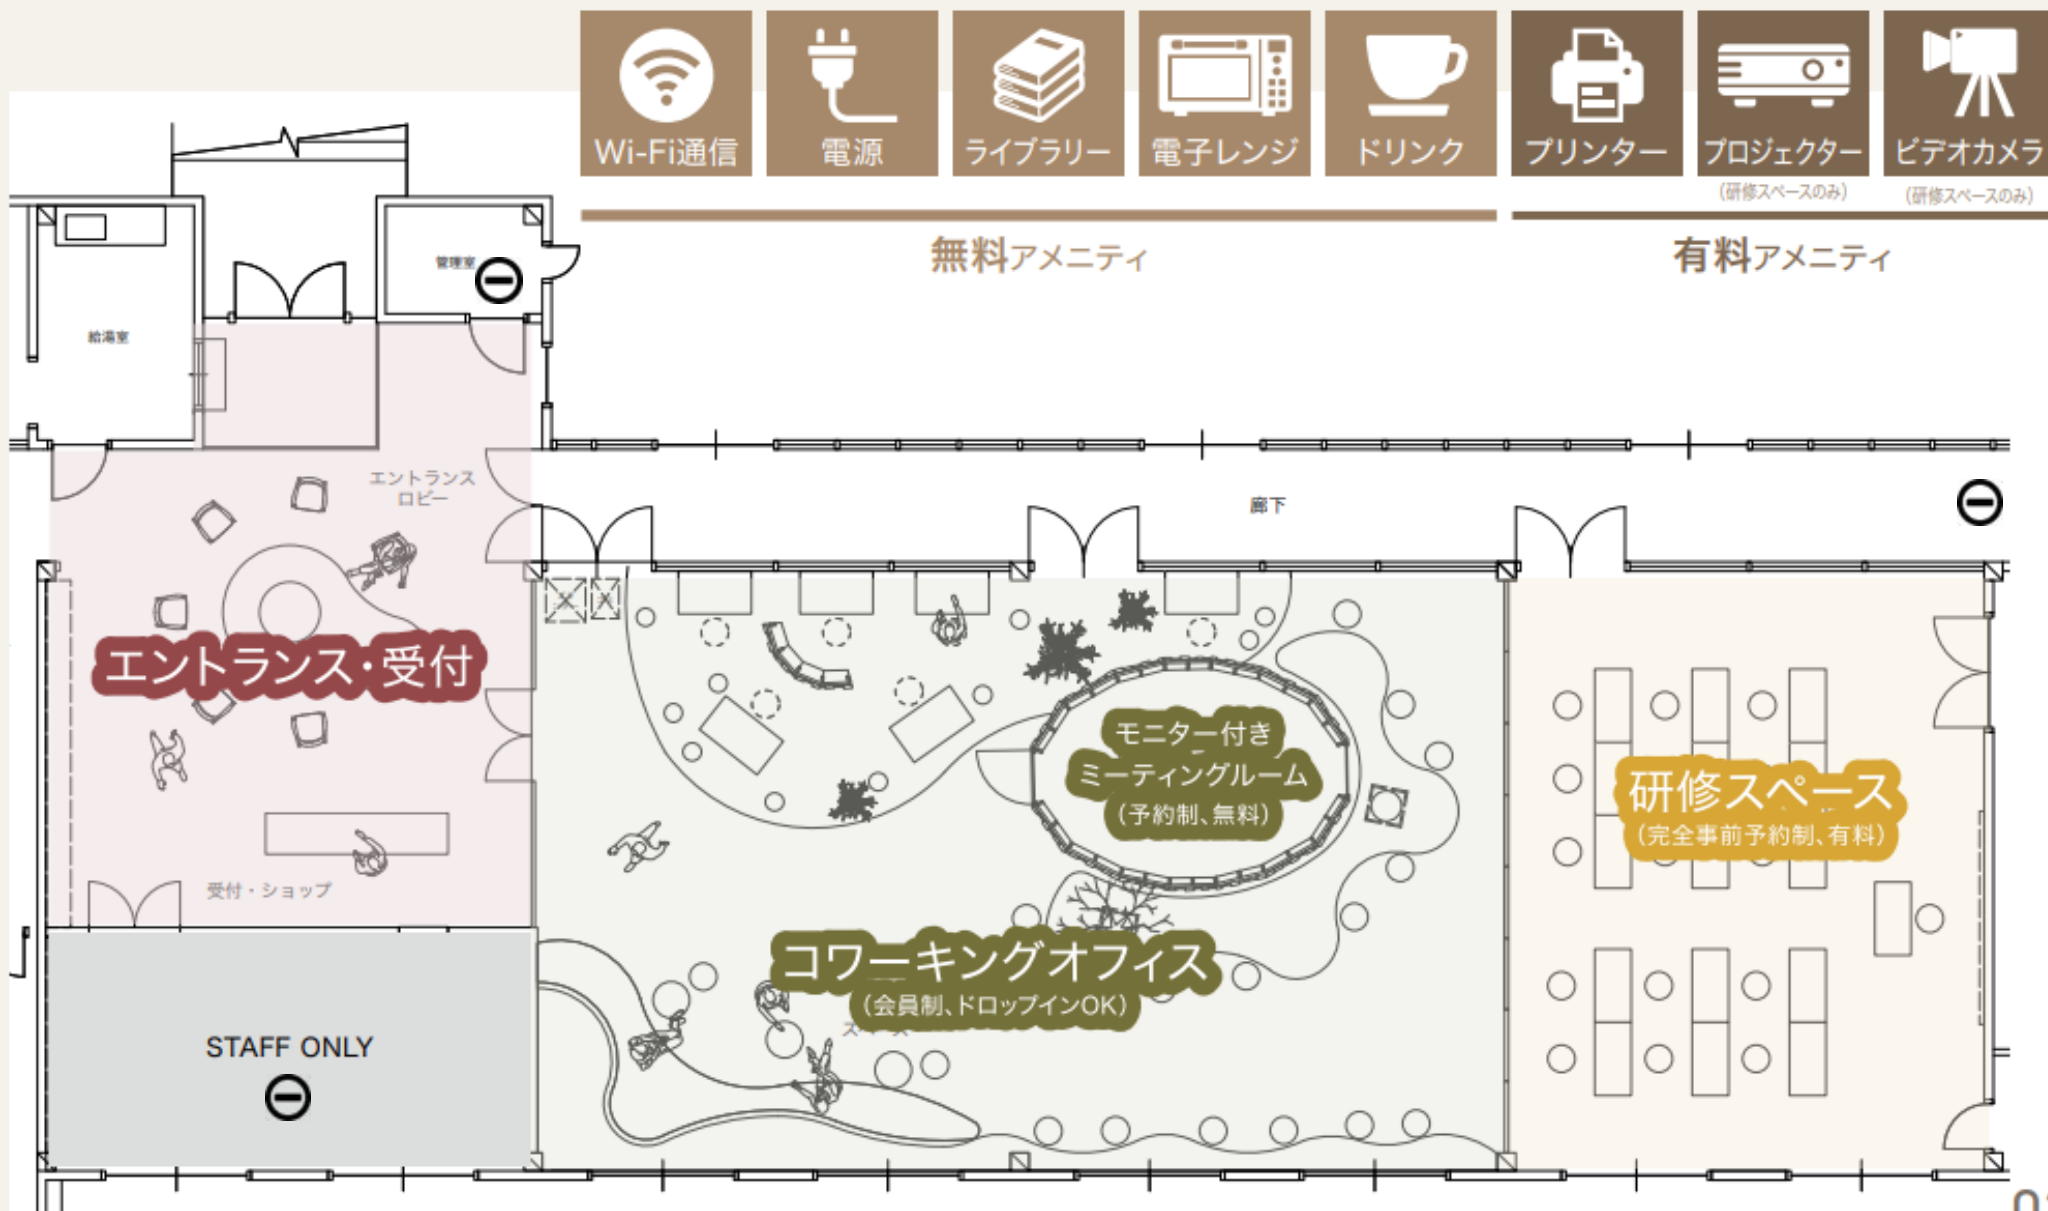 Wi-Fi通信
電源
ライブラリー
電子レンジ
ドリンク
プリンター
プロジェクター
(研修スペースのみ)
ビデオカメラ
(研修スペースのみ)
無料アメニティ
有料アメニティ
管理室
給湯室
エントランス
ロビー
廊下
エントランス・受付
モニター付き
ミーティングルーム
(予約制、無料)
研修スペース
(完全事前予約制、有料)
受付・ショップ
コワーキングオフィス
(会員制、ドロップインOK)
STAFF ONLY